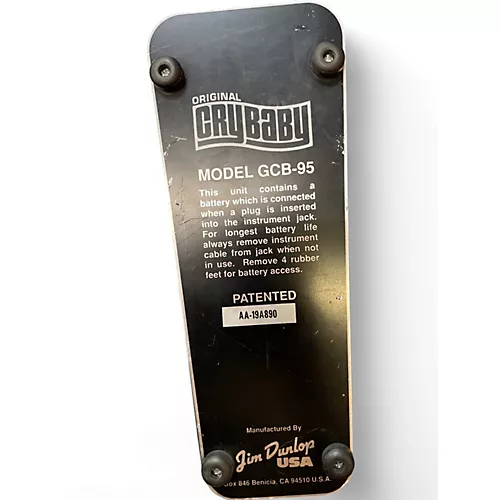 ORIGINAL
CRYBABY
MODEL GCB-95
This unit contains a
battery which is connected
when a plug is inserted
into the instrument jack.
For longest battery life
always remove instrument
cable from jack when not
in use. Remove 4 rubber
feet for battery access.
PATENTED
AA-19A890
Manufactured By
Jim Dunlop
USA
Box 846 Benicia, CA 94510 U.S.A.